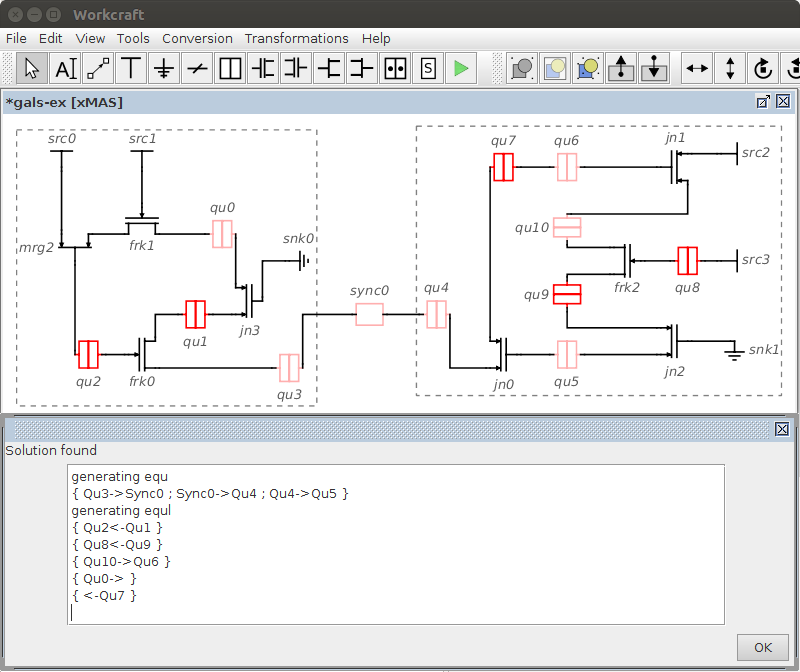 Workcraft
File Edit View Tools Conversion Transformations Help
AI S
*gals-ex [xMAS]
src0 src1 qu7 qu6 jn1
src2
qu0
qu10
mrg2 frk1 snk0
src3
sync0 qu4 qu9 frk2 qu8
jn3
qu1
snk1
qu2 frk0 jn0 qu5 jn2
qu3
Solution found
generating equ
{ Qu3->Sync0 ; Sync0->Qu4 ; Qu4->Qu5 }
generating equl
{ Qu2<-Qu1 }
{ Qu8<-Qu9 }
{ Qu10->Qu6 }
{ Qu0-> }
{ <-Qu7 }
OK